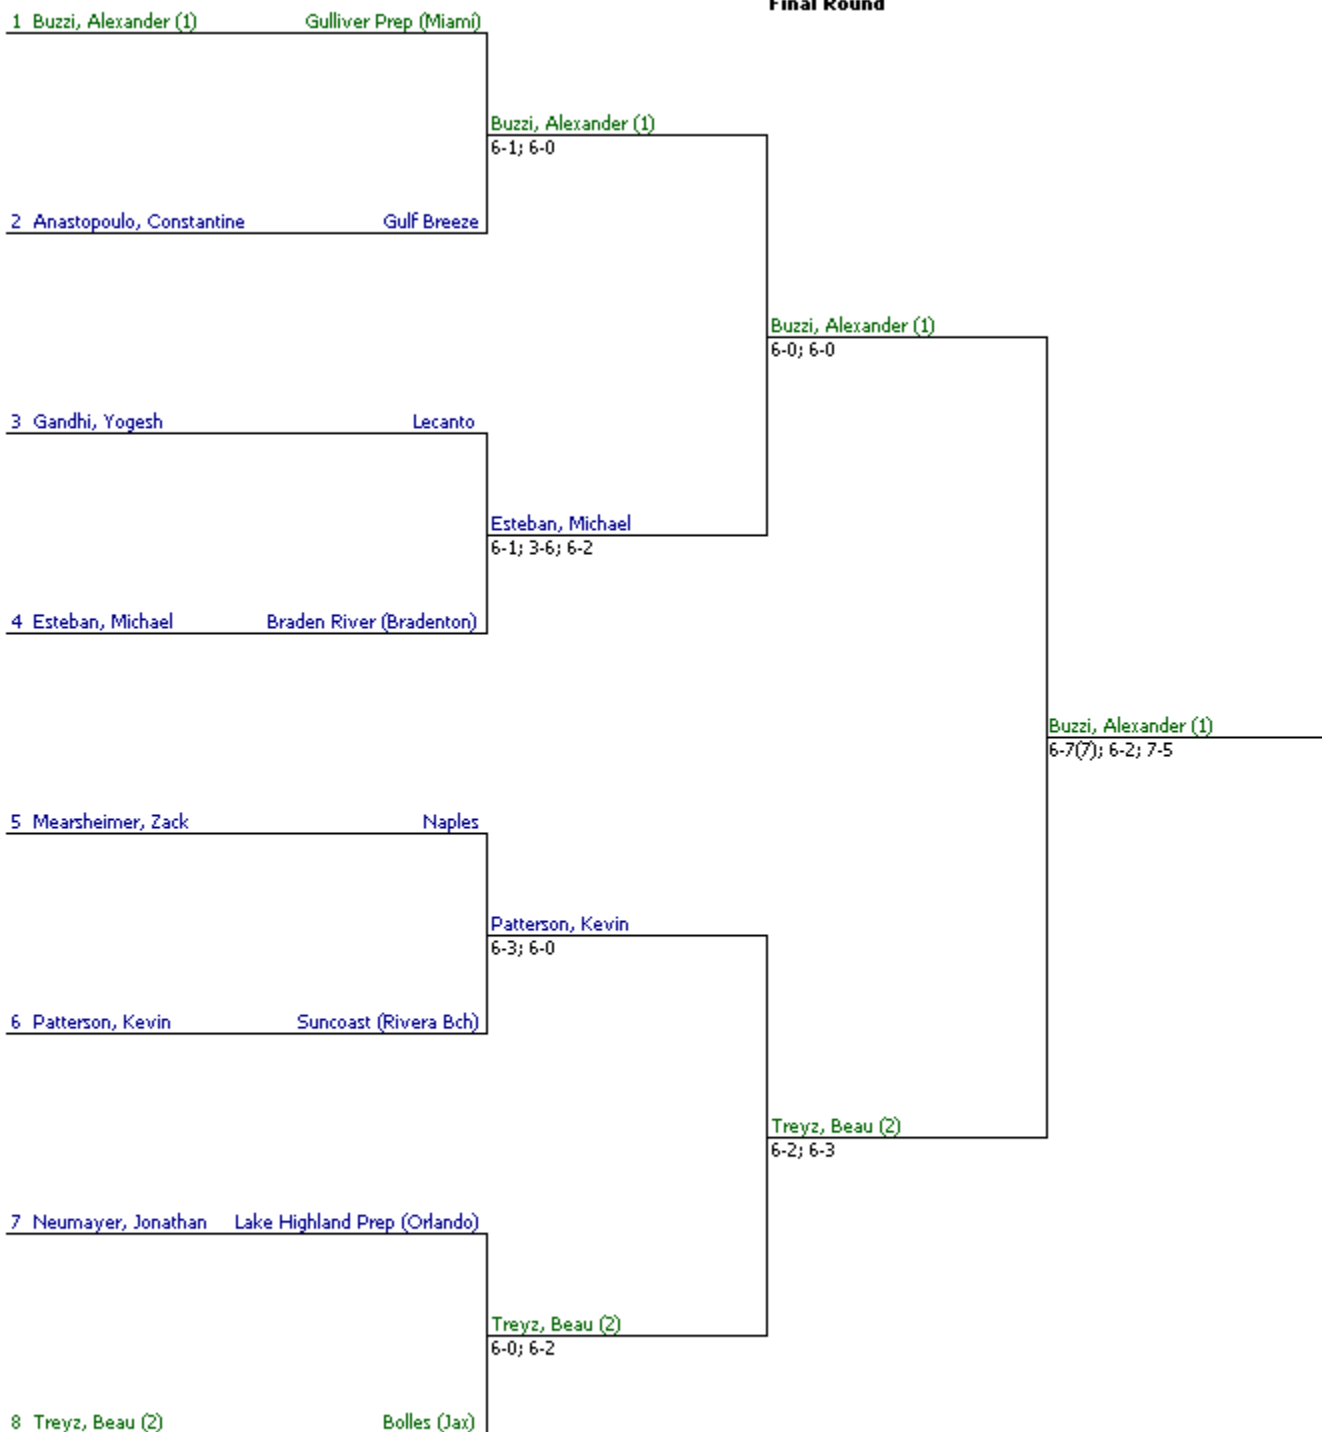 Final Round
1 Buzzi, Alexander (1) Gulliver Prep (Miami)
Buzzi, Alexander (1)
6-1; 6-0
2 Anastopoulo, Constantine Gulf Breeze
Buzzi, Alexander (1)
6-0; 6-0
3 Gandhi, Yogesh Lecanto
Esteban, Michael
6-1; 3-6; 6-2
4 Esteban, Michael Braden River (Bradenton)
Buzzi, Alexander (1)
6-7(7); 6-2; 7-5
5 Mearsheimer, Zack Naples
Patterson, Kevin
6-3; 6-0
6 Patterson, Kevin Suncoast (Rivera Bch)
Treyz, Beau (2)
6-2; 6-3
7 Neumayer, Jonathan Lake Highland Prep (Orlando)
Treyz, Beau (2)
6-0; 6-2
8 Treyz, Beau (2) Bolles (Jax)